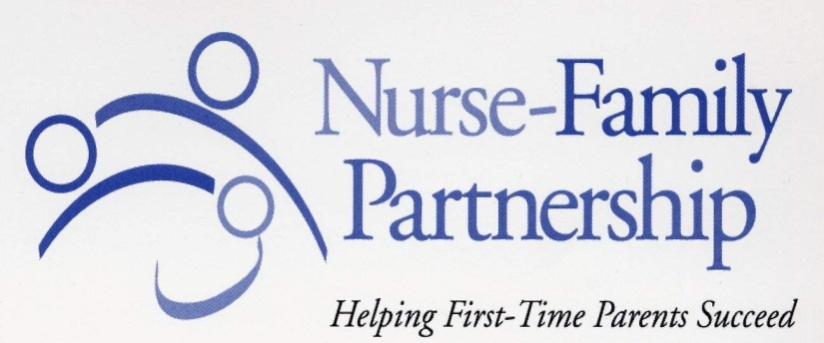 Nurse-Family
Partnership
Helping First-Time Parents Succeed